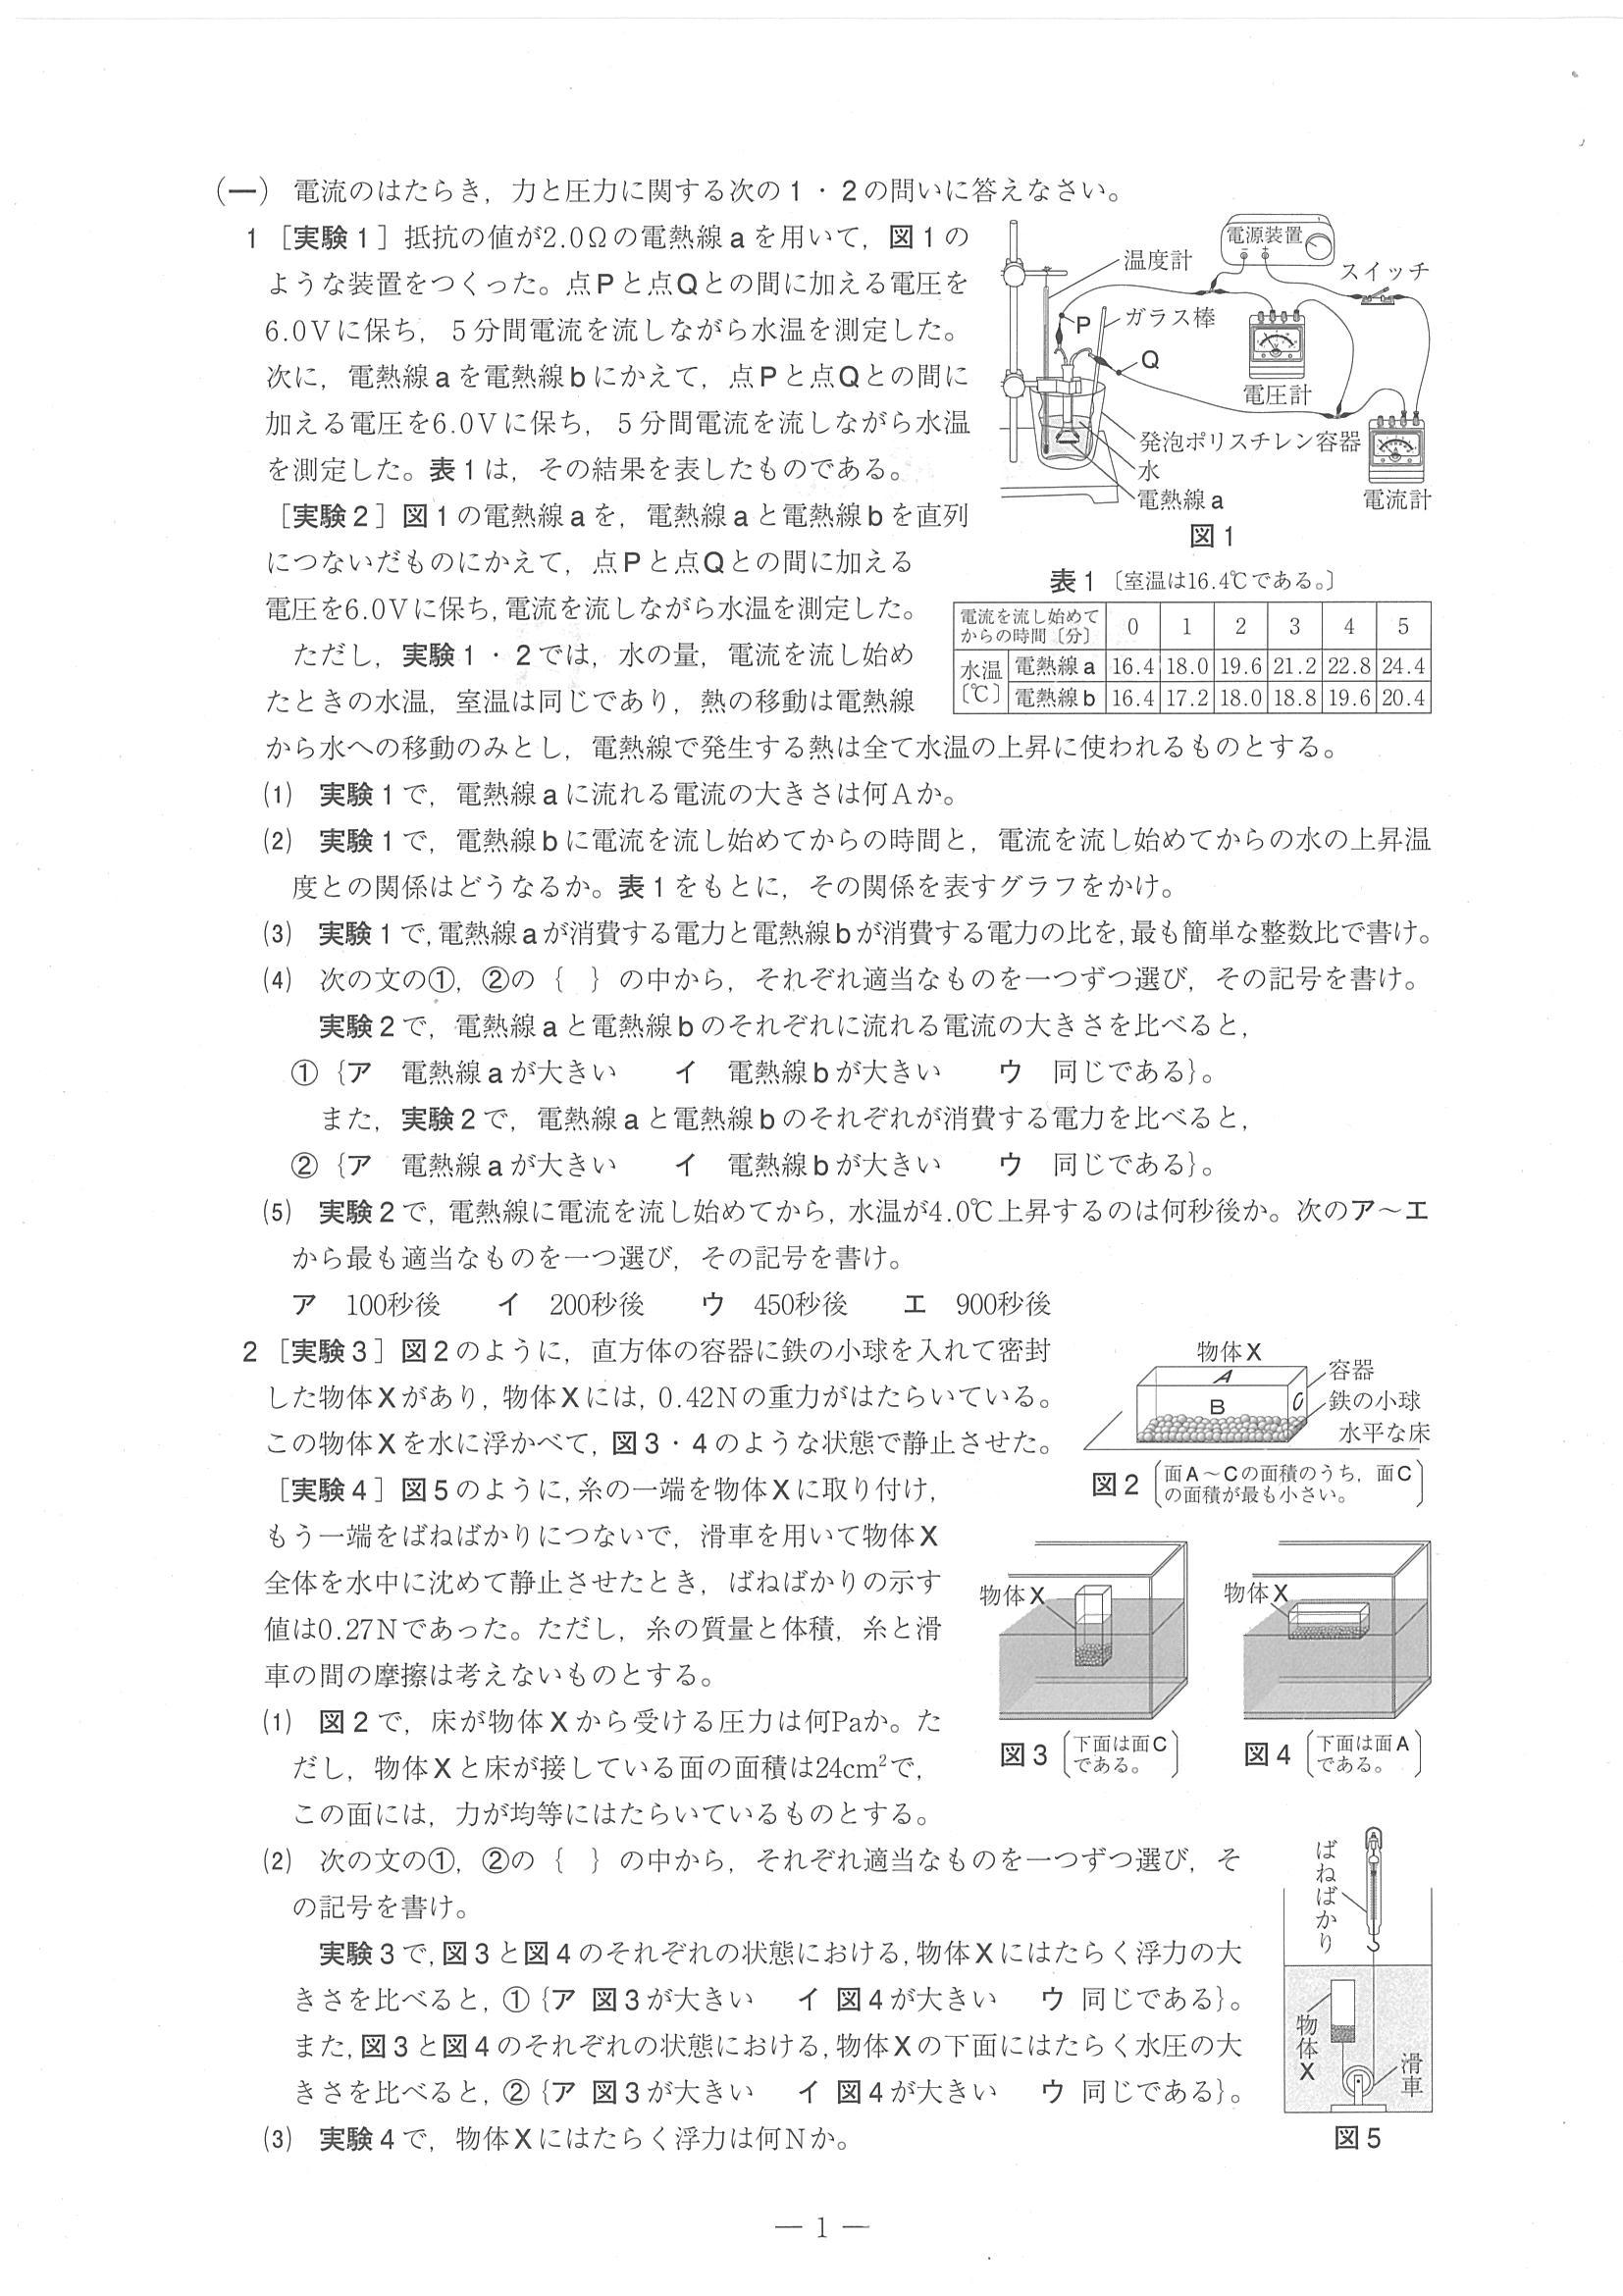 (一) 電流のはたらき，力と圧力に関する次の1・2の問いに答えなさい。
1 ［実験1］抵抗の値が2.0Ωの電熱線aを用いて，図1の
ような装置をつくった。点Pと点Qとの間に加える電圧を
6.0Vに保ち，5分間電流を流しながら水温を測定した。
次に，電熱線aを電熱線bにかえて，点Pと点Qとの間に
加える電圧を6.0Vに保ち，5分間電流を流しながら水温
を測定した。表1は，その結果を表したものである。
［実験2］図1の電熱線aを，電熱線aと電熱線bを直列
につないだものにかえて，点Pと点Qとの間に加える
電圧を6.0Vに保ち，電流を流しながら水温を測定した。
ただし，実験1・2では，水の量，電流を流し始め
たときの水温，室温は同じであり，熱の移動は電熱線
から水への移動のみとし，電熱線で発生する熱は全て水温の上昇に使われるものとする。
電源装置
－ ＋
温度計
スイッチ
P
ガラス棒
Q
電圧計
発泡ポリスチレン容器
水
電熱線a
電流計
図1
表1〔室温は16.4℃である。〕
電流を流し始めて
からの時間〔分〕 0 1 2 3 4 5
水温
〔℃〕
電熱線a 16.4 18.0 19.6 21.2 22.8 24.4
電熱線b 16.4 17.2 18.0 18.8 19.6 20.4
(1) 実験1で，電熱線aに流れる電流の大きさは何Aか。
(2) 実験1で，電熱線bに電流を流し始めてからの時間と，電流を流し始めてからの水の上昇温
度との関係はどうなるか。表1をもとに，その関係を表すグラフをかけ。
(3) 実験1で，電熱線aが消費する電力と電熱線bが消費する電力の比を，最も簡単な整数比で書け。
(4) 次の文の①，②の｛　｝の中から，それぞれ適当なものを一つずつ選び，その記号を書け。
実験2で，電熱線aと電熱線bのそれぞれに流れる電流の大きさを比べると，
①｛ア　電熱線aが大きい　　イ　電熱線bが大きい　　ウ　同じである｝。
また，実験2で，電熱線aと電熱線bのそれぞれが消費する電力を比べると，
②｛ア　電熱線aが大きい　　イ　電熱線bが大きい　　ウ　同じである｝。
(5) 実験2で，電熱線に電流を流し始めてから，水温が4.0℃上昇するのは何秒後か。次のア～エ
から最も適当なものを一つ選び，その記号を書け。
ア　100秒後　　イ　200秒後　　ウ　450秒後　　エ　900秒後
2 ［実験3］図2のように，直方体の容器に鉄の小球を入れて密封
した物体Xがあり，物体Xには，0.42Nの重力がはたらいている。
この物体Xを水に浮かべて，図3・4のような状態で静止させた。
［実験4］図5のように，糸の一端を物体Xに取り付け，
もう一端をばねばかりにつないで，滑車を用いて物体X
全体を水中に沈めて静止させたとき，ばねばかりの示す
値は0.27Nであった。ただし，糸の質量と体積，糸と滑
車の間の摩擦は考えないものとする。
物体X
A
B
C
容器
鉄の小球
水平な床
図2
面A～Cの面積のうち，面C
の面積が最も小さい。
物体X
図3
下面は面C
である。
物体X
図4
下面は面A
である。
(1) 図2で，床が物体Xから受ける圧力は何Paか。た
だし，物体Xと床が接している面の面積は24cm²で，
この面には，力が均等にはたらいているものとする。
(2) 次の文の①，②の｛　｝の中から，それぞれ適当なものを一つずつ選び，そ
の記号を書け。
実験3で，図3と図4のそれぞれの状態における，物体Xにはたらく浮力の大
きさを比べると，①｛ア 図3が大きい　イ 図4が大きい　ウ 同じである｝。
また，図3と図4のそれぞれの状態における，物体Xの下面にはたらく水圧の大
きさを比べると，②｛ア 図3が大きい　イ 図4が大きい　ウ 同じである｝。
(3) 実験4で，物体Xにはたらく浮力は何Nか。
ばねばかり
物体X
滑車
図5
— 1 —